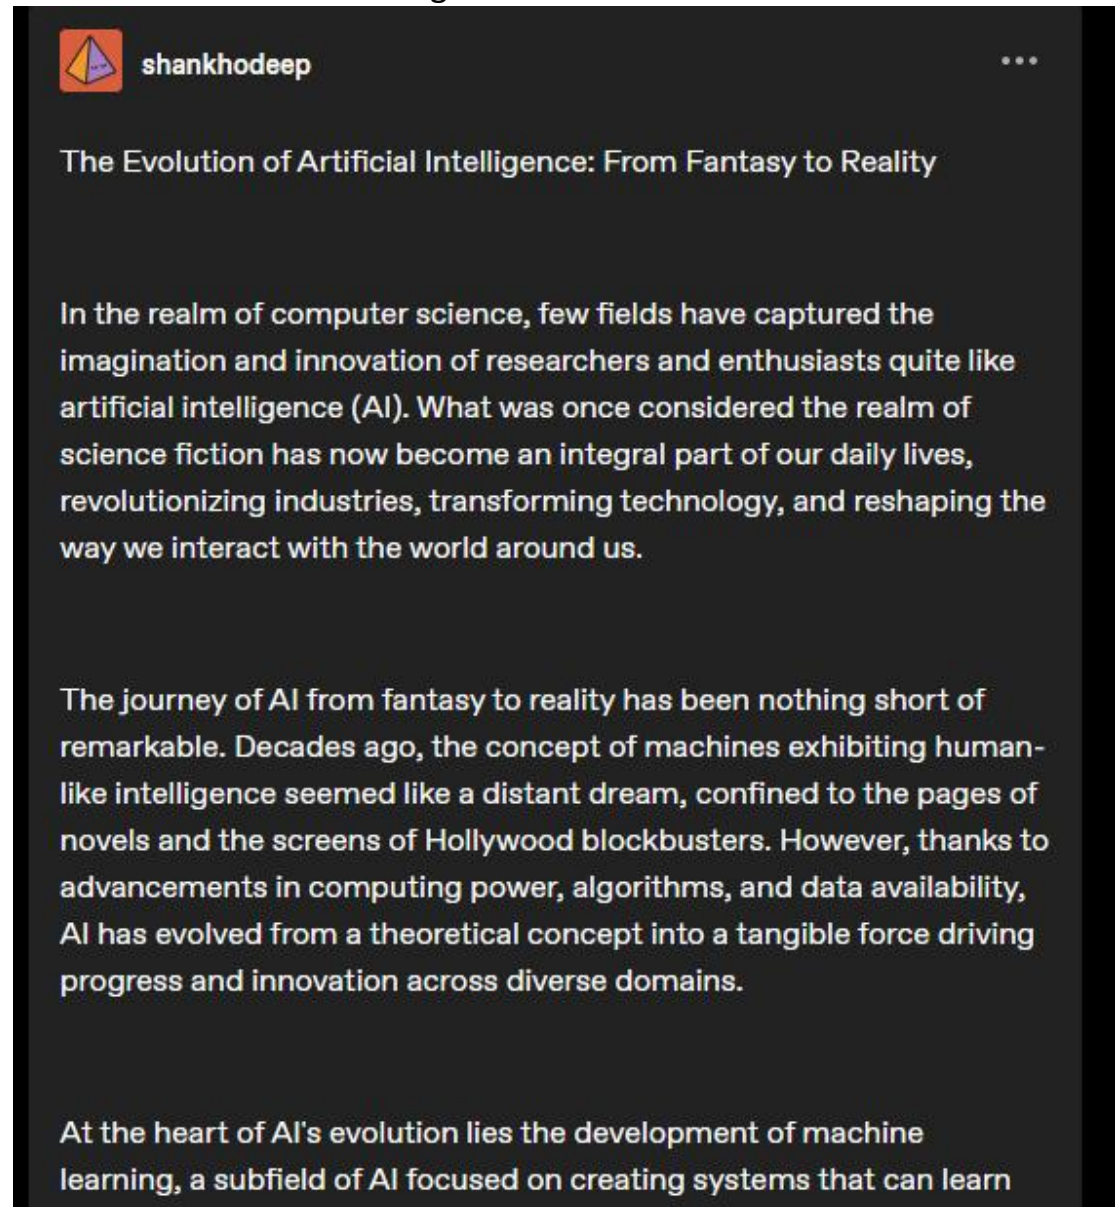 shankhodeep
The Evolution of Artificial Intelligence: From Fantasy to Reality
In the realm of computer science, few fields have captured the
imagination and innovation of researchers and enthusiasts quite like
artificial intelligence (AI). What was once considered the realm of
science fiction has now become an integral part of our daily lives,
revolutionizing industries, transforming technology, and reshaping the
way we interact with the world around us.
The journey of AI from fantasy to reality has been nothing short of
remarkable. Decades ago, the concept of machines exhibiting human-
like intelligence seemed like a distant dream, confined to the pages of
novels and the screens of Hollywood blockbusters. However, thanks to
advancements in computing power, algorithms, and data availability,
AI has evolved from a theoretical concept into a tangible force driving
progress and innovation across diverse domains.
At the heart of AI's evolution lies the development of machine
learning, a subfield of AI focused on creating systems that can learn